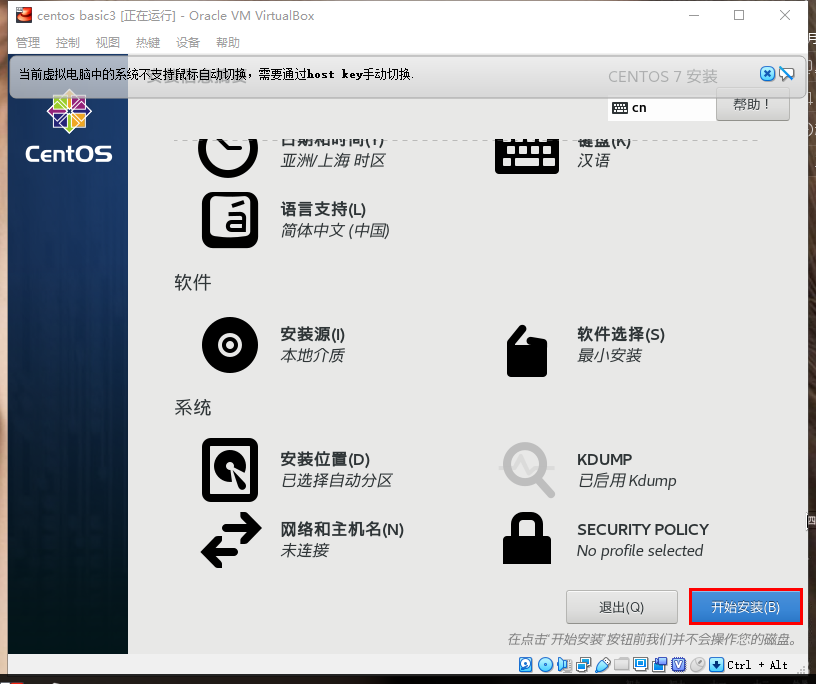 centos basic3 [正在运行] - Oracle VM VirtualBox
管理 控制 视图 热键 设备 帮助
当前虚拟电脑中的系统不支持鼠标自动切换，需要通过host key手动切换.
CENTOS 7 安装
cn
帮助！
CentOS
日期和时间(T)
亚洲/上海 时区
键盘(K)
汉语
语言支持(L)
简体中文 (中国)
软件
安装源(I)
本地介质
软件选择(S)
最小安装
系统
安装位置(D)
已选择自动分区
KDUMP
已启用 Kdump
网络和主机名(N)
未连接
SECURITY POLICY
No profile selected
退出(Q)
开始安装(B)
在点击'开始安装'按钮前我们并不会操作您的磁盘。
Ctrl + Alt